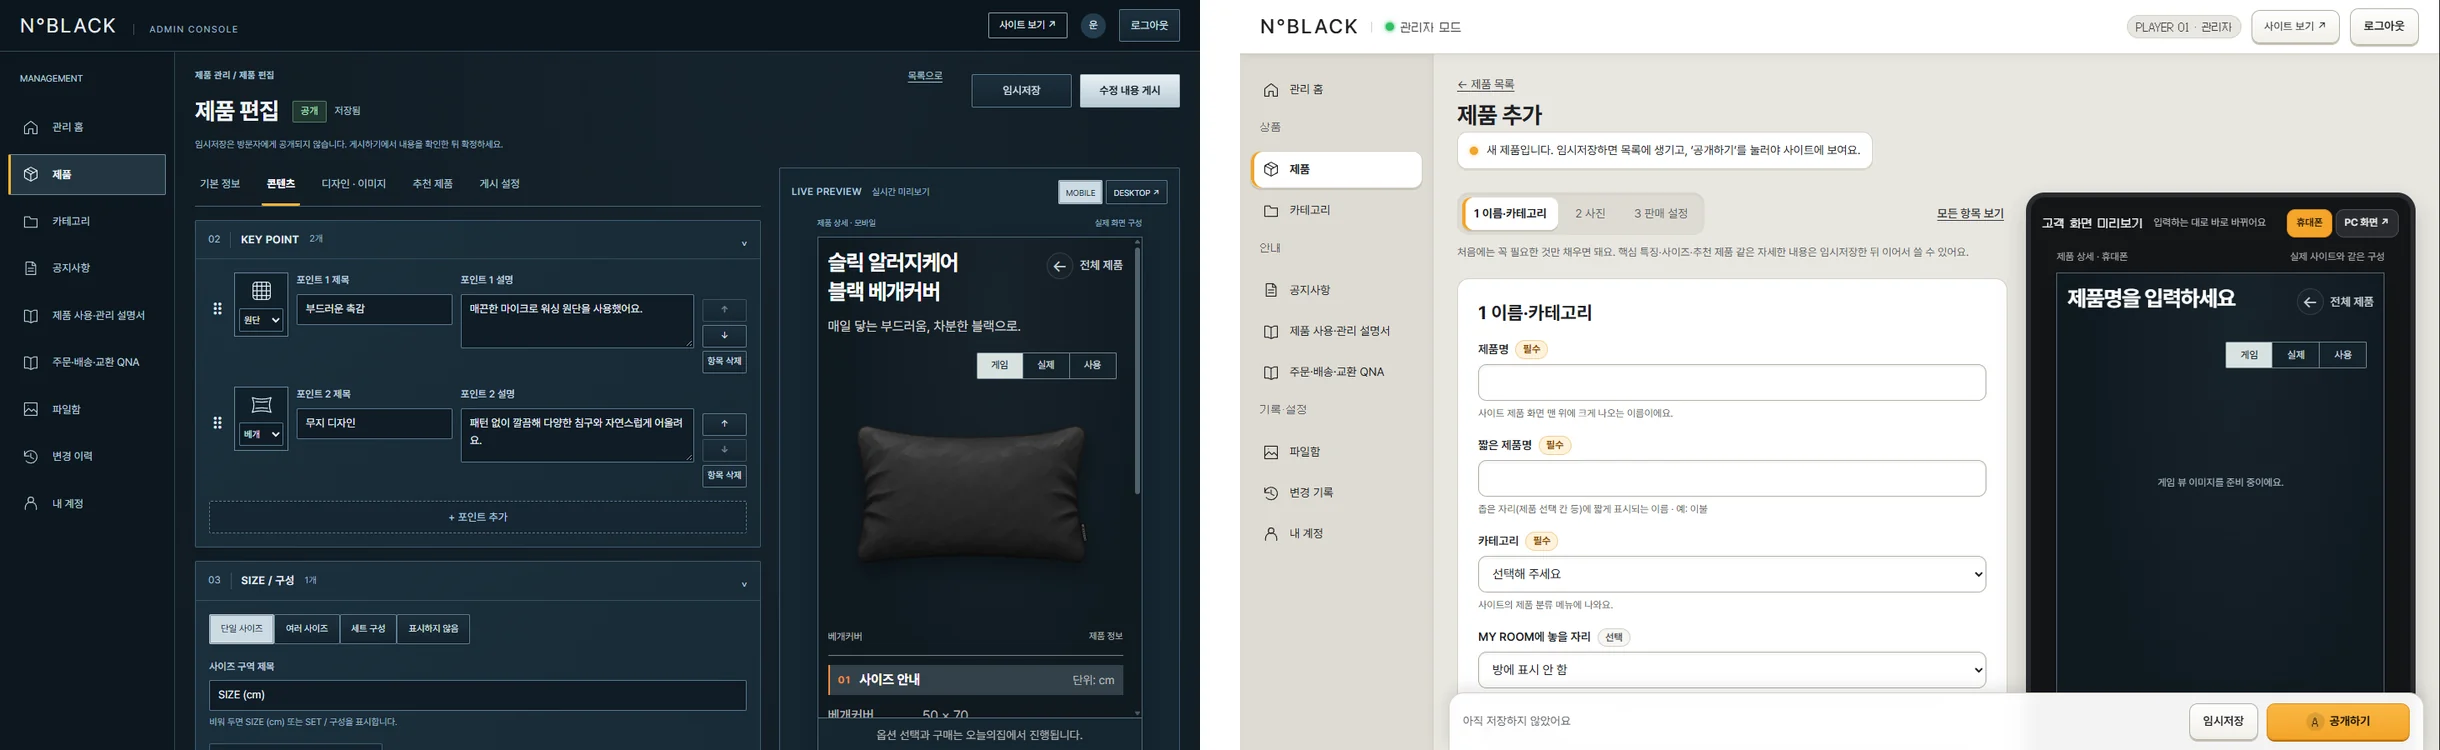 N°BLACK
ADMIN CONSOLE
사이트 보기 ↗
운
로그아웃
MANAGEMENT
관리 홈
제품
카테고리
공지사항
제품 사용·관리 설명서
주문·배송·교환 QNA
파일함
변경 이력
내 계정
제품 관리 / 제품 편집
목록으로
임시저장
수정 내용 게시
제품 편집
공개
저장됨
임시저장은 방문자에게 공개되지 않습니다. 게시하기에서 내용을 확인한 뒤 확정하세요.
기본 정보
콘텐츠
디자인 · 이미지
추천 제품
게시 설정
02
KEY POINT
2개
포인트 1 제목
포인트 1 설명
원단
부드러운 촉감
매끈한 마이크로 워싱 원단을 사용했어요.
↑
↓
항목 삭제
포인트 2 제목
포인트 2 설명
베개
무지 디자인
패턴 없이 깔끔해 다양한 침구와 자연스럽게 어울려
요.
↑
↓
항목 삭제
+ 포인트 추가
03
SIZE / 구성
1개
단일 사이즈
여러 사이즈
세트 구성
표시하지 않음
사이즈 구역 제목
SIZE (cm)
비워 두면 SIZE (cm) 또는 SET / 구성을 표시합니다.
LIVE PREVIEW
실시간 미리보기
MOBILE
DESKTOP ↗
제품 상세 · 모바일
실제 화면 구성
슬릭 알러지케어
블랙 베개커버
← 전체 제품
매일 닿는 부드러움, 차분한 블랙으로.
게임
실제
사용
베개커버
제품 정보
01
사이즈 안내
단위: cm
베개커버
50 × 70
옵션 선택과 구매는 오늘의집에서 진행됩니다.
N°BLACK
관리자 모드
PLAYER 01 · 관리자
사이트 보기 ↗
로그아웃
관리 홈
상품
제품
카테고리
안내
공지사항
제품 사용·관리 설명서
주문·배송·교환 QNA
기록·설정
파일함
변경 기록
내 계정
← 제품 목록
제품 추가
새 제품입니다. 임시저장하면 목록에 생기고, '공개하기'를 눌러야 사이트에 보여요.
1 이름·카테고리
2 사진
3 판매 설정
모든 항목 보기
처음에는 꼭 필요한 것만 채우면 돼요. 핵심 특징·사이즈·추천 제품 같은 자세한 내용은 임시저장한 뒤 이어서 쓸 수 있어요.
1 이름·카테고리
제품명
필수
사이트 제품 화면 맨 위에 크게 나오는 이름이에요.
짧은 제품명
필수
좁은 자리(제품 선택 칸 등)에 짧게 표시되는 이름 · 예: 이불
카테고리
필수
선택해 주세요
사이트의 제품 분류 메뉴에 나와요.
MY ROOM에 놓을 자리
선택
방에 표시 안 함
고객 화면 미리보기
입력하는 대로 바로 바뀌어요
휴대폰
PC 화면 ↗
제품 상세 · 휴대폰
실제 사이트와 같은 구성
제품명을 입력하세요
← 전체 제품
게임
실제
사용
게임 뷰 이미지를 준비 중이에요.
아직 저장하지 않았어요
임시저장
A 공개하기